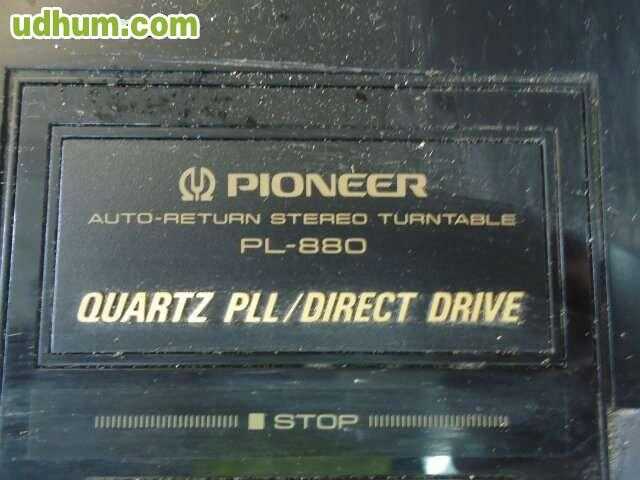 udhum.com
PIONEER
AUTO-RETURN STEREO TURNTABLE
PL-880
QUARTZ PLL/DIRECT DRIVE
STOP